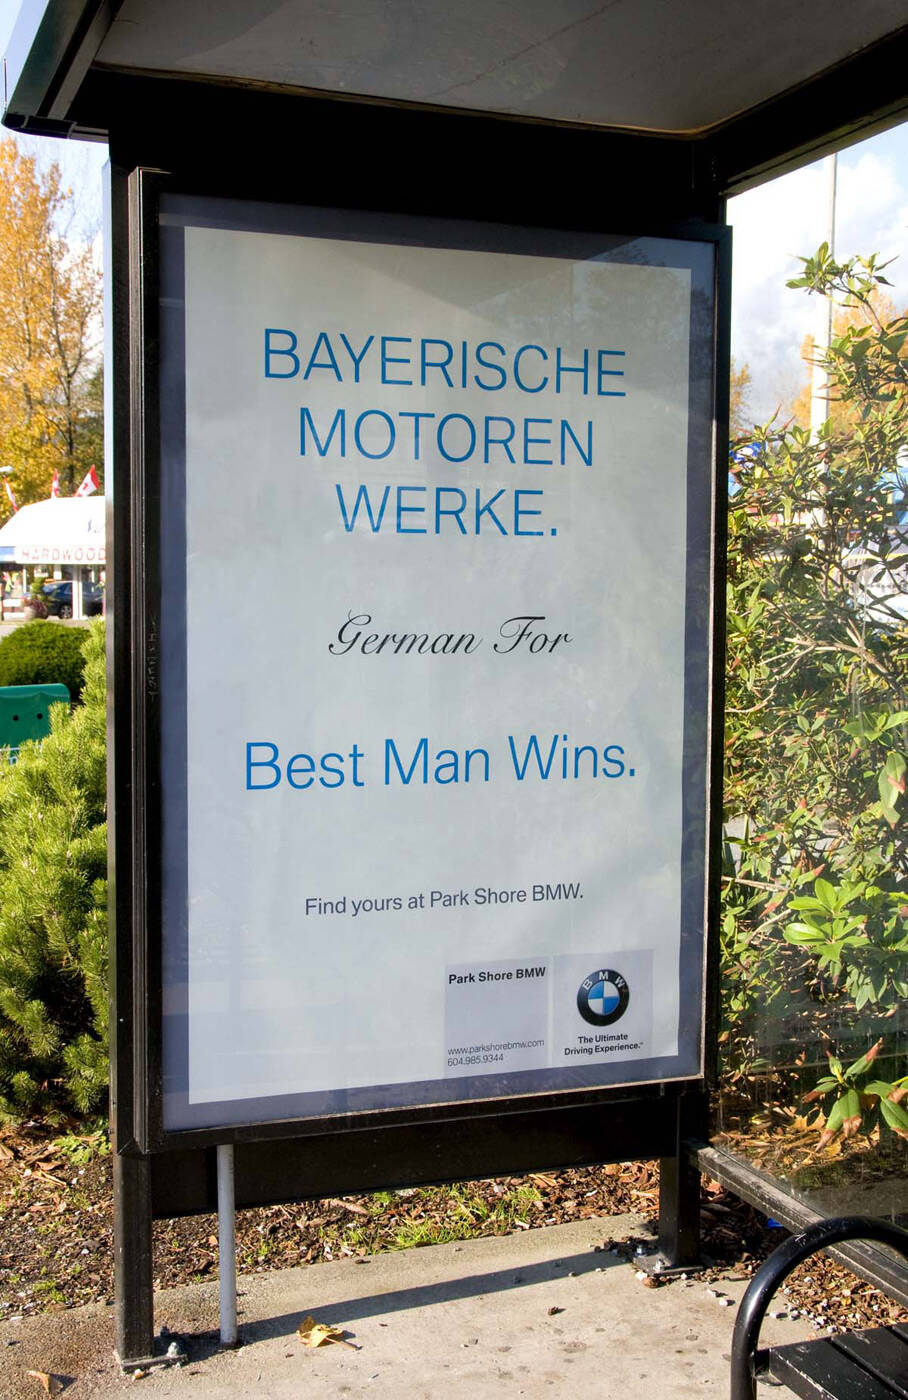 BAYERISCHE
MOTOREN
WERKE.
German For
Best Man Wins.
Find yours at Park Shore BMW.
Park Shore BMW
www.parkshorebmw.com
604.985.9344
BMW
The Ultimate
Driving Experience.™
HARDWOOD